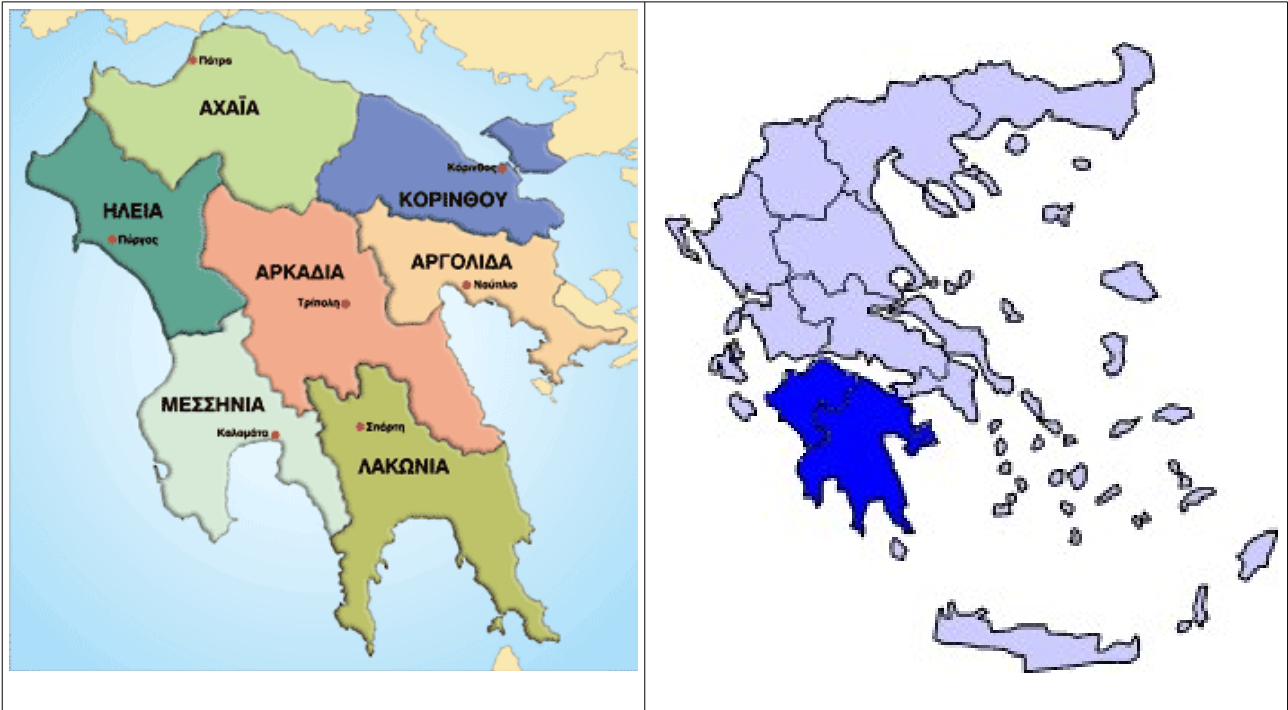 Πάτρα
ΑΧΑΪΑ
Κόρινθος
ΚΟΡΙΝΘΟΥ
ΗΛΕΙΑ
Πύργος
ΑΡΚΑΔΙΑ
Τρίπολη
ΑΡΓΟΛΙΔΑ
Ναύπλιο
ΜΕΣΣΗΝΙΑ
Καλαμάτα
Σπάρτη
ΛΑΚΩΝΙΑ